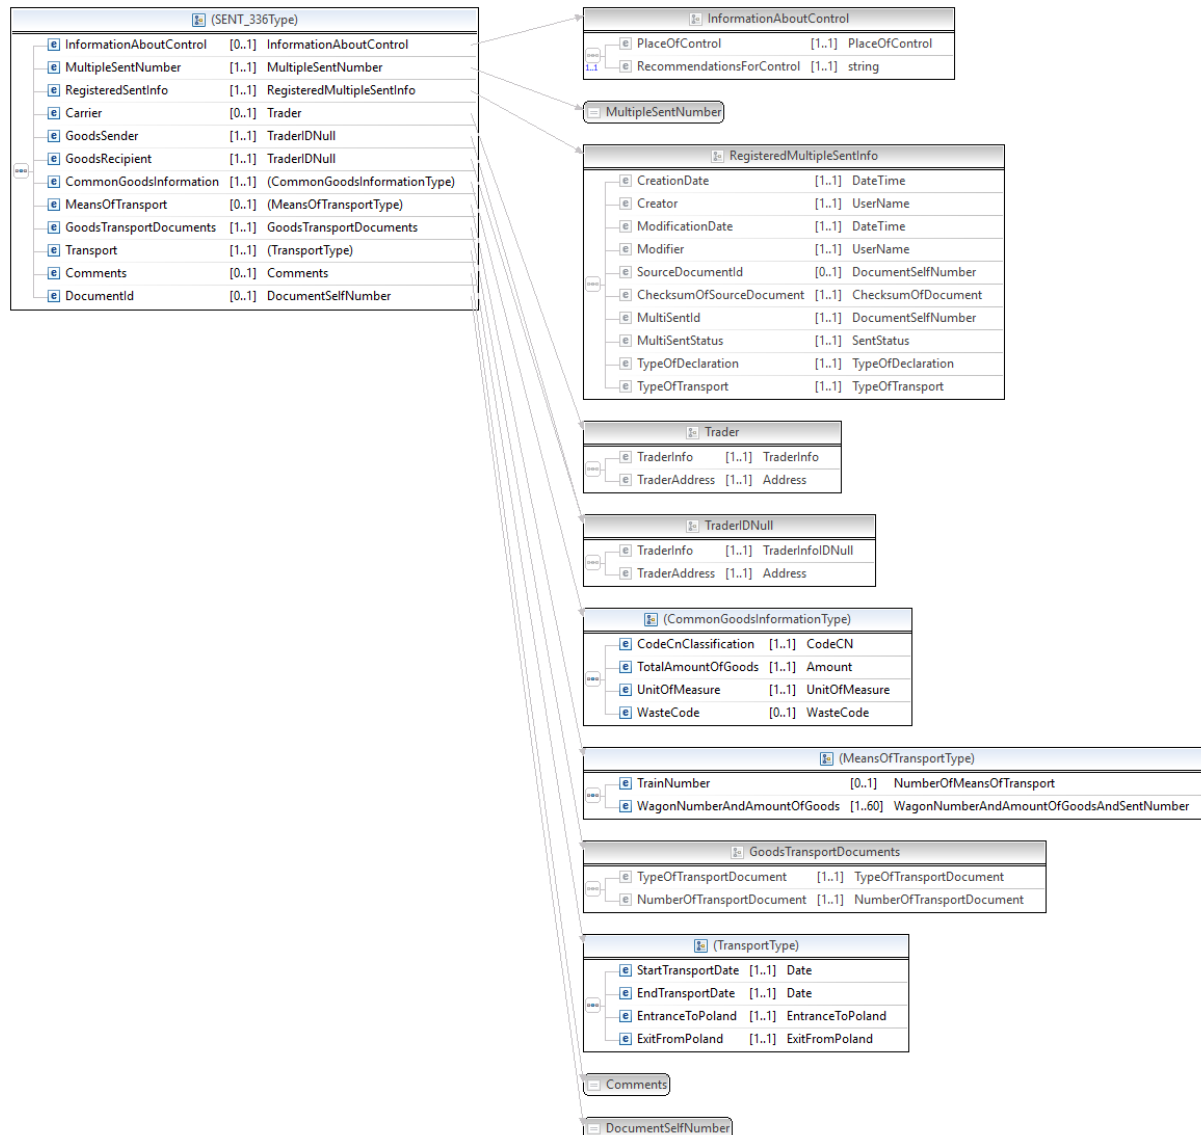 (SENT_336Type)
InformationAboutControl [0..1] InformationAboutControl
MultipleSentNumber [1..1] MultipleSentNumber
RegisteredSentInfo [1..1] RegisteredMultipleSentInfo
Carrier [0..1] Trader
GoodsSender [1..1] TraderIDNull
GoodsRecipient [1..1] TraderIDNull
CommonGoodsInformation [1..1] (CommonGoodsInformationType)
MeansOfTransport [0..1] (MeansOfTransportType)
GoodsTransportDocuments [1..1] GoodsTransportDocuments
Transport [1..1] (TransportType)
Comments [0..1] Comments
DocumentId [0..1] DocumentSelfNumber
InformationAboutControl
PlaceOfControl [1..1] PlaceOfControl
1..1
RecommendationsForControl [1..1] string
MultipleSentNumber
RegisteredMultipleSentInfo
CreationDate [1..1] DateTime
Creator [1..1] UserName
ModificationDate [1..1] DateTime
Modifier [1..1] UserName
SourceDocumentId [0..1] DocumentSelfNumber
ChecksumOfSourceDocument [1..1] ChecksumOfDocument
MultiSentId [1..1] DocumentSelfNumber
MultiSentStatus [1..1] SentStatus
TypeOfDeclaration [1..1] TypeOfDeclaration
TypeOfTransport [1..1] TypeOfTransport
Trader
TraderInfo [1..1] TraderInfo
TraderAddress [1..1] Address
TraderIDNull
TraderInfo [1..1] TraderInfoIDNull
TraderAddress [1..1] Address
(CommonGoodsInformationType)
CodeCnClassification [1..1] CodeCN
TotalAmountOfGoods [1..1] Amount
UnitOfMeasure [1..1] UnitOfMeasure
WasteCode [0..1] WasteCode
(MeansOfTransportType)
TrainNumber [0..1] NumberOfMeansOfTransport
WagonNumberAndAmountOfGoods [1..60] WagonNumberAndAmountOfGoodsAndSentNumber
GoodsTransportDocuments
TypeOfTransportDocument [1..1] TypeOfTransportDocument
NumberOfTransportDocument [1..1] NumberOfTransportDocument
(TransportType)
StartTransportDate [1..1] Date
EndTransportDate [1..1] Date
EntranceToPoland [1..1] EntranceToPoland
ExitFromPoland [1..1] ExitFromPoland
Comments
DocumentSelfNumber